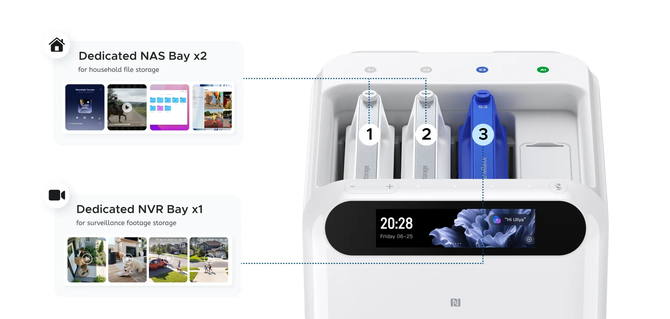 Dedicated NAS Bay x2
for household file storage
1
2
3
Dedicated NVR Bay x1
for surveillance footage storage
20:28
Friday 06-25
"Hi Ullya"